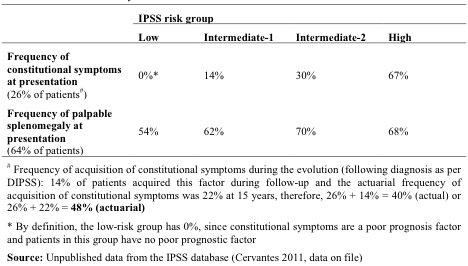 IPSS risk group
Low Intermediate-1 Intermediate-2 High
Frequency of
constitutional symptoms
at presentation
(26% of patients#)
0%* 14% 30% 67%
Frequency of palpable
splenomegaly at
presentation
(64% of patients)
54% 62% 70% 68%
# Frequency of acquisition of constitutional symptoms during the evolution (following diagnosis as per
DIPSS): 14% of patients acquired this factor during follow-up and the actuarial frequency of
acquisition of constitutional symptoms was 22% at 15 years, therefore, 26% + 14% = 40% (actual) or
26% + 22% = 48% (actuarial)
* By definition, the low-risk group has 0%, since constitutional symptoms are a poor prognosis factor
and patients in this group have no poor prognostic factor
Source: Unpublished data from the IPSS database (Cervantes 2011, data on file)